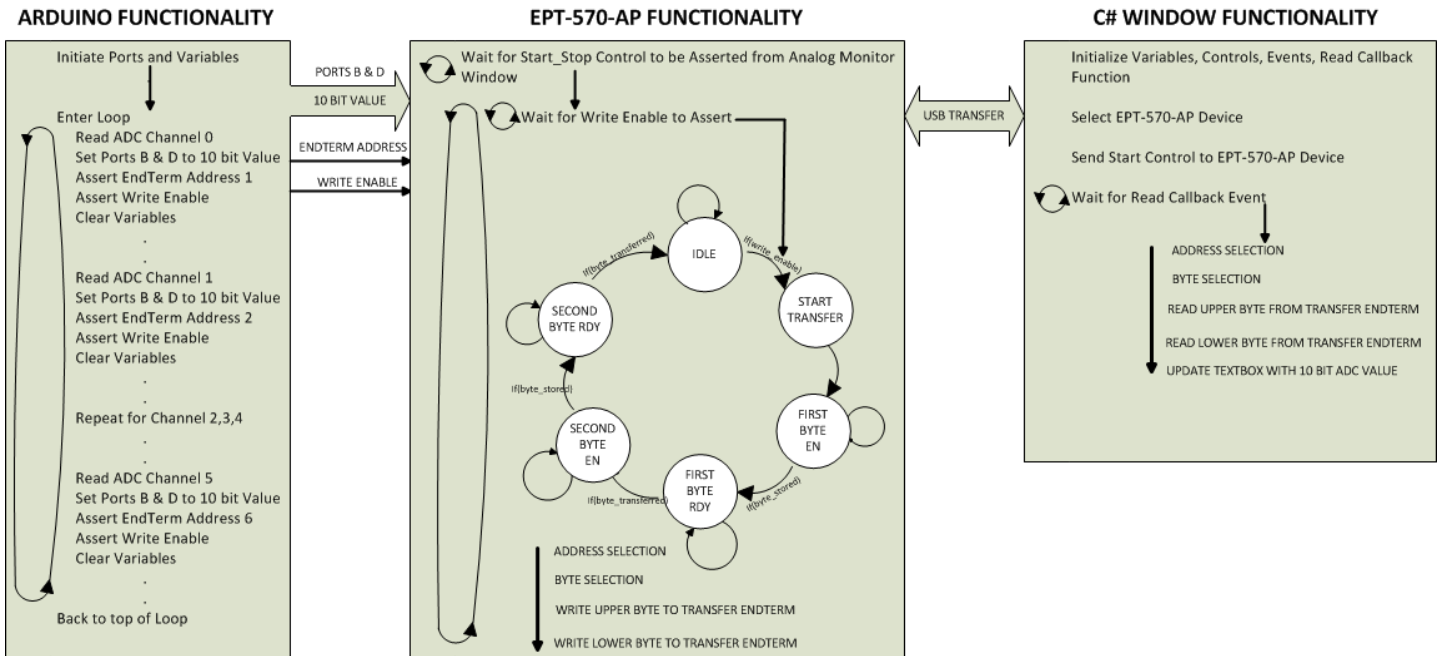 ARDUINO FUNCTIONALITY
Initiate Ports and Variables
.
Enter Loop
Read ADC Channel 0
Set Ports B & D to 10 bit Value
Assert EndTerm Address 1
Assert Write Enable
Clear Variables
.
.
Read ADC Channel 1
Set Ports B & D to 10 bit Value
Assert EndTerm Address 2
Assert Write Enable
Clear Variables
.
.
Repeat for Channel 2,3,4
.
.
Read ADC Channel 5
Set Ports B & D to 10 bit Value
Assert EndTerm Address 6
Assert Write Enable
Clear Variables
.
.
Back to top of Loop
PORTS B & D
10 BIT VALUE
ENDTERM ADDRESS
WRITE ENABLE
EPT-570-AP FUNCTIONALITY
Wait for Start_Stop Control to be Asserted from Analog Monitor
Window
Wait for Write Enable to Assert
IDLE
If(write_enable)
START
TRANSFER
FIRST
BYTE
EN
If(byte_stored)
FIRST
BYTE
RDY
If(byte_transferred)
SECOND
BYTE
EN
If(byte_stored)
SECOND
BYTE RDY
If(byte_transferred)
ADDRESS SELECTION
BYTE SELECTION
WRITE UPPER BYTE TO TRANSFER ENDTERM
WRITE LOWER BYTE TO TRANSFER ENDTERM
USB TRANSFER
C# WINDOW FUNCTIONALITY
Initialize Variables, Controls, Events, Read Callback
Function
Select EPT-570-AP Device
Send Start Control to EPT-570-AP Device
Wait for Read Callback Event
ADDRESS SELECTION
BYTE SELECTION
READ UPPER BYTE FROM TRANSFER ENDTERM
READ LOWER BYTE FROM TRANSFER ENDTERM
UPDATE TEXTBOX WITH 10 BIT ADC VALUE